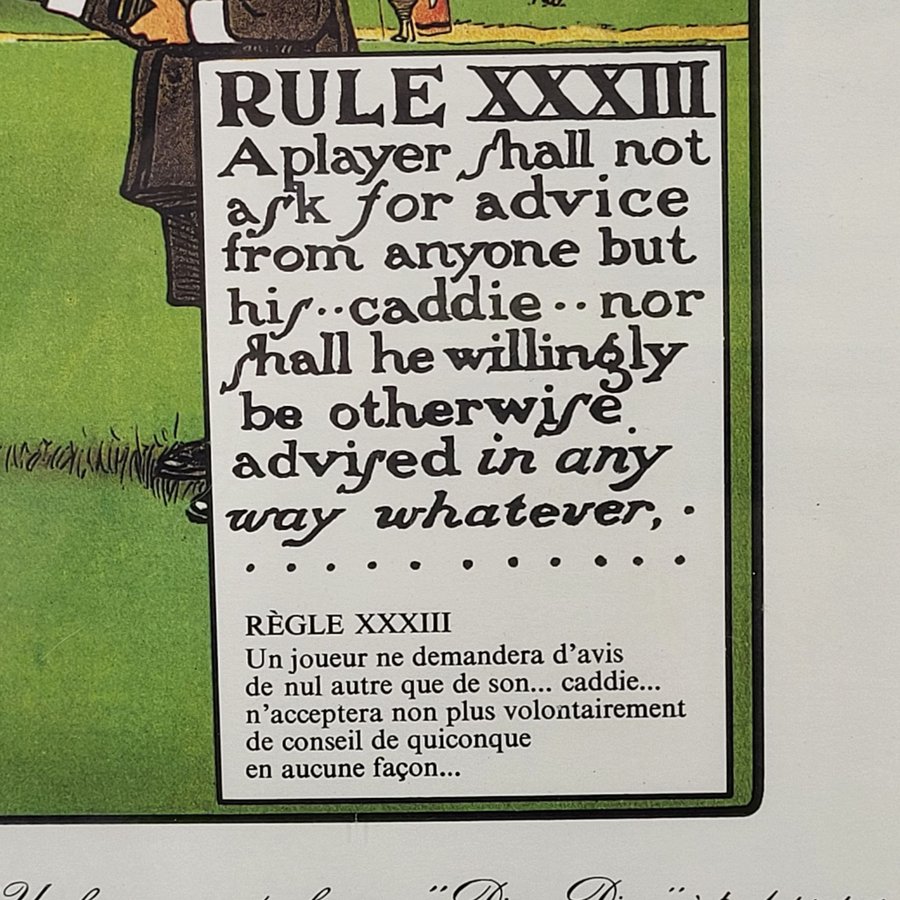 RULE XXXIII
A player shall not
ask for advice
from anyone but
his··caddie··nor
shall he willingly
be otherwise
advised in any
way whatever, ·
· · · · · · · · · · ·
RÈGLE XXXIII
Un joueur ne demandera d’avis
de nul autre que de son... caddie...
n’acceptera non plus volontairement
de conseil de quiconque
en aucune façon...